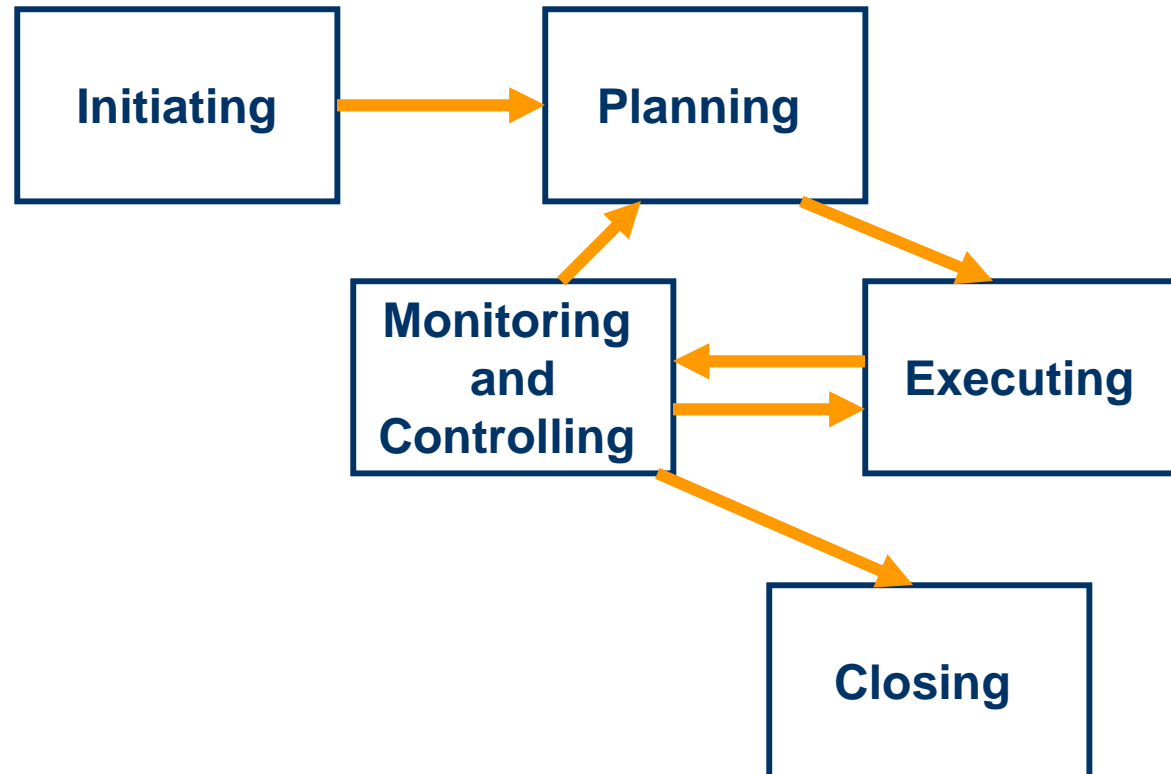 Initiating
Planning
Monitoring
and
Controlling
Executing
Closing